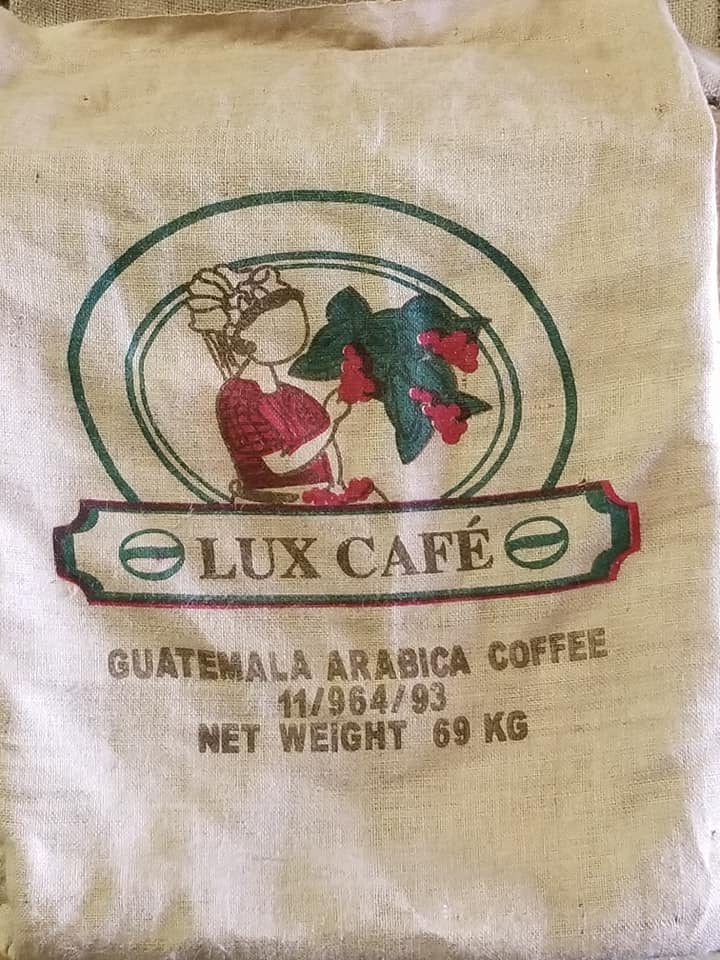 LUX CAFÉ
GUATEMALA ARABICA COFFEE
11/964/93
NET WEIGHT 69 KG